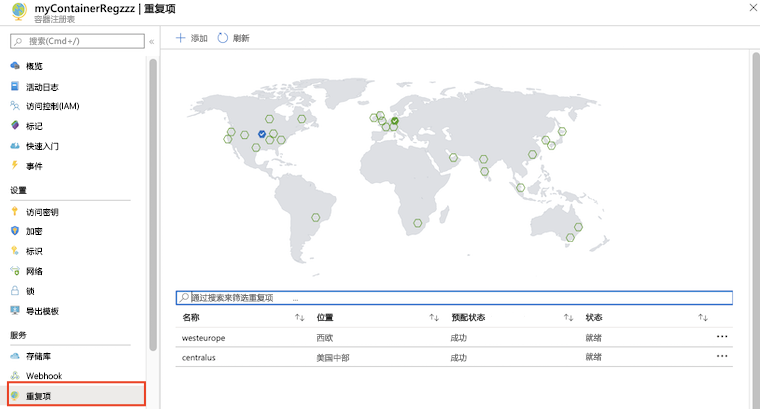 myContainerRegzzz | 重复项
容器注册表
搜索(Cmd+/)
«
添加 刷新
概览
活动日志
访问控制(IAM)
标记
快速入门
事件
设置
访问密钥
加密
标识
网络
锁
导出模板
服务
存储库
Webhook
重复项
通过搜索来筛选重复项 ...
名称 位置 预配状态 状态
westeurope 西欧 成功 就绪 ...
centralus 美国中部 成功 就绪 ...